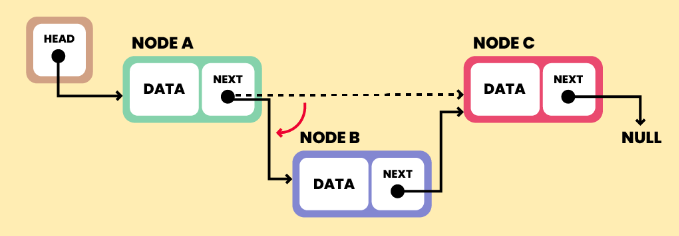 HEAD
NODE A
DATA
NEXT
NODE B
DATA
NEXT
NODE C
DATA
NEXT
NULL